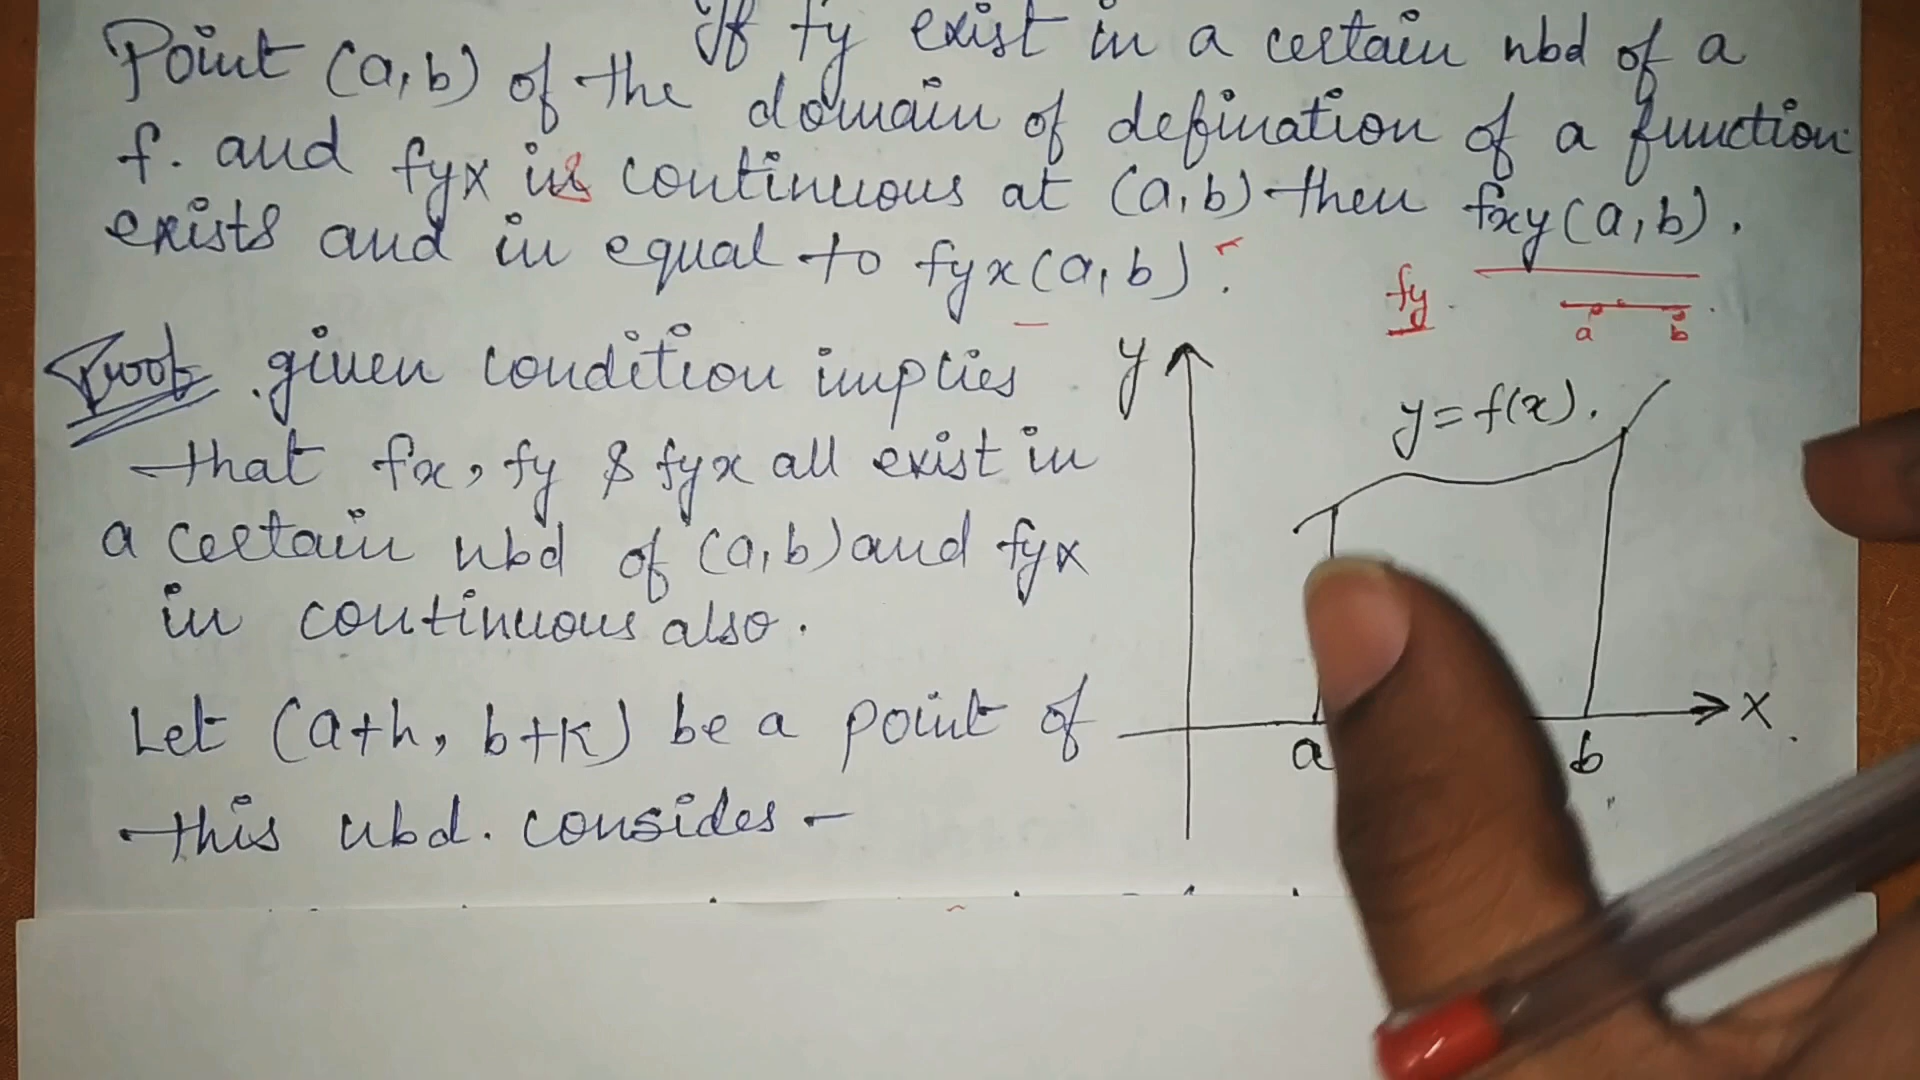 If fy exist in a certain nbd of a
Point (a,b) of the domain of defination of a function
f. and fyx is continuous at (a,b) then fxy(a,b).
exists and in equal to fyx(a,b).
fy.
a b
Proof. given condition implies
that fx, fy & fyx all exist in
a certain nbd of (a,b) and fyx
in continuous also.
Let (a+h, b+k) be a point of
this nbd. consider -
y
y = f(x).
x
a b